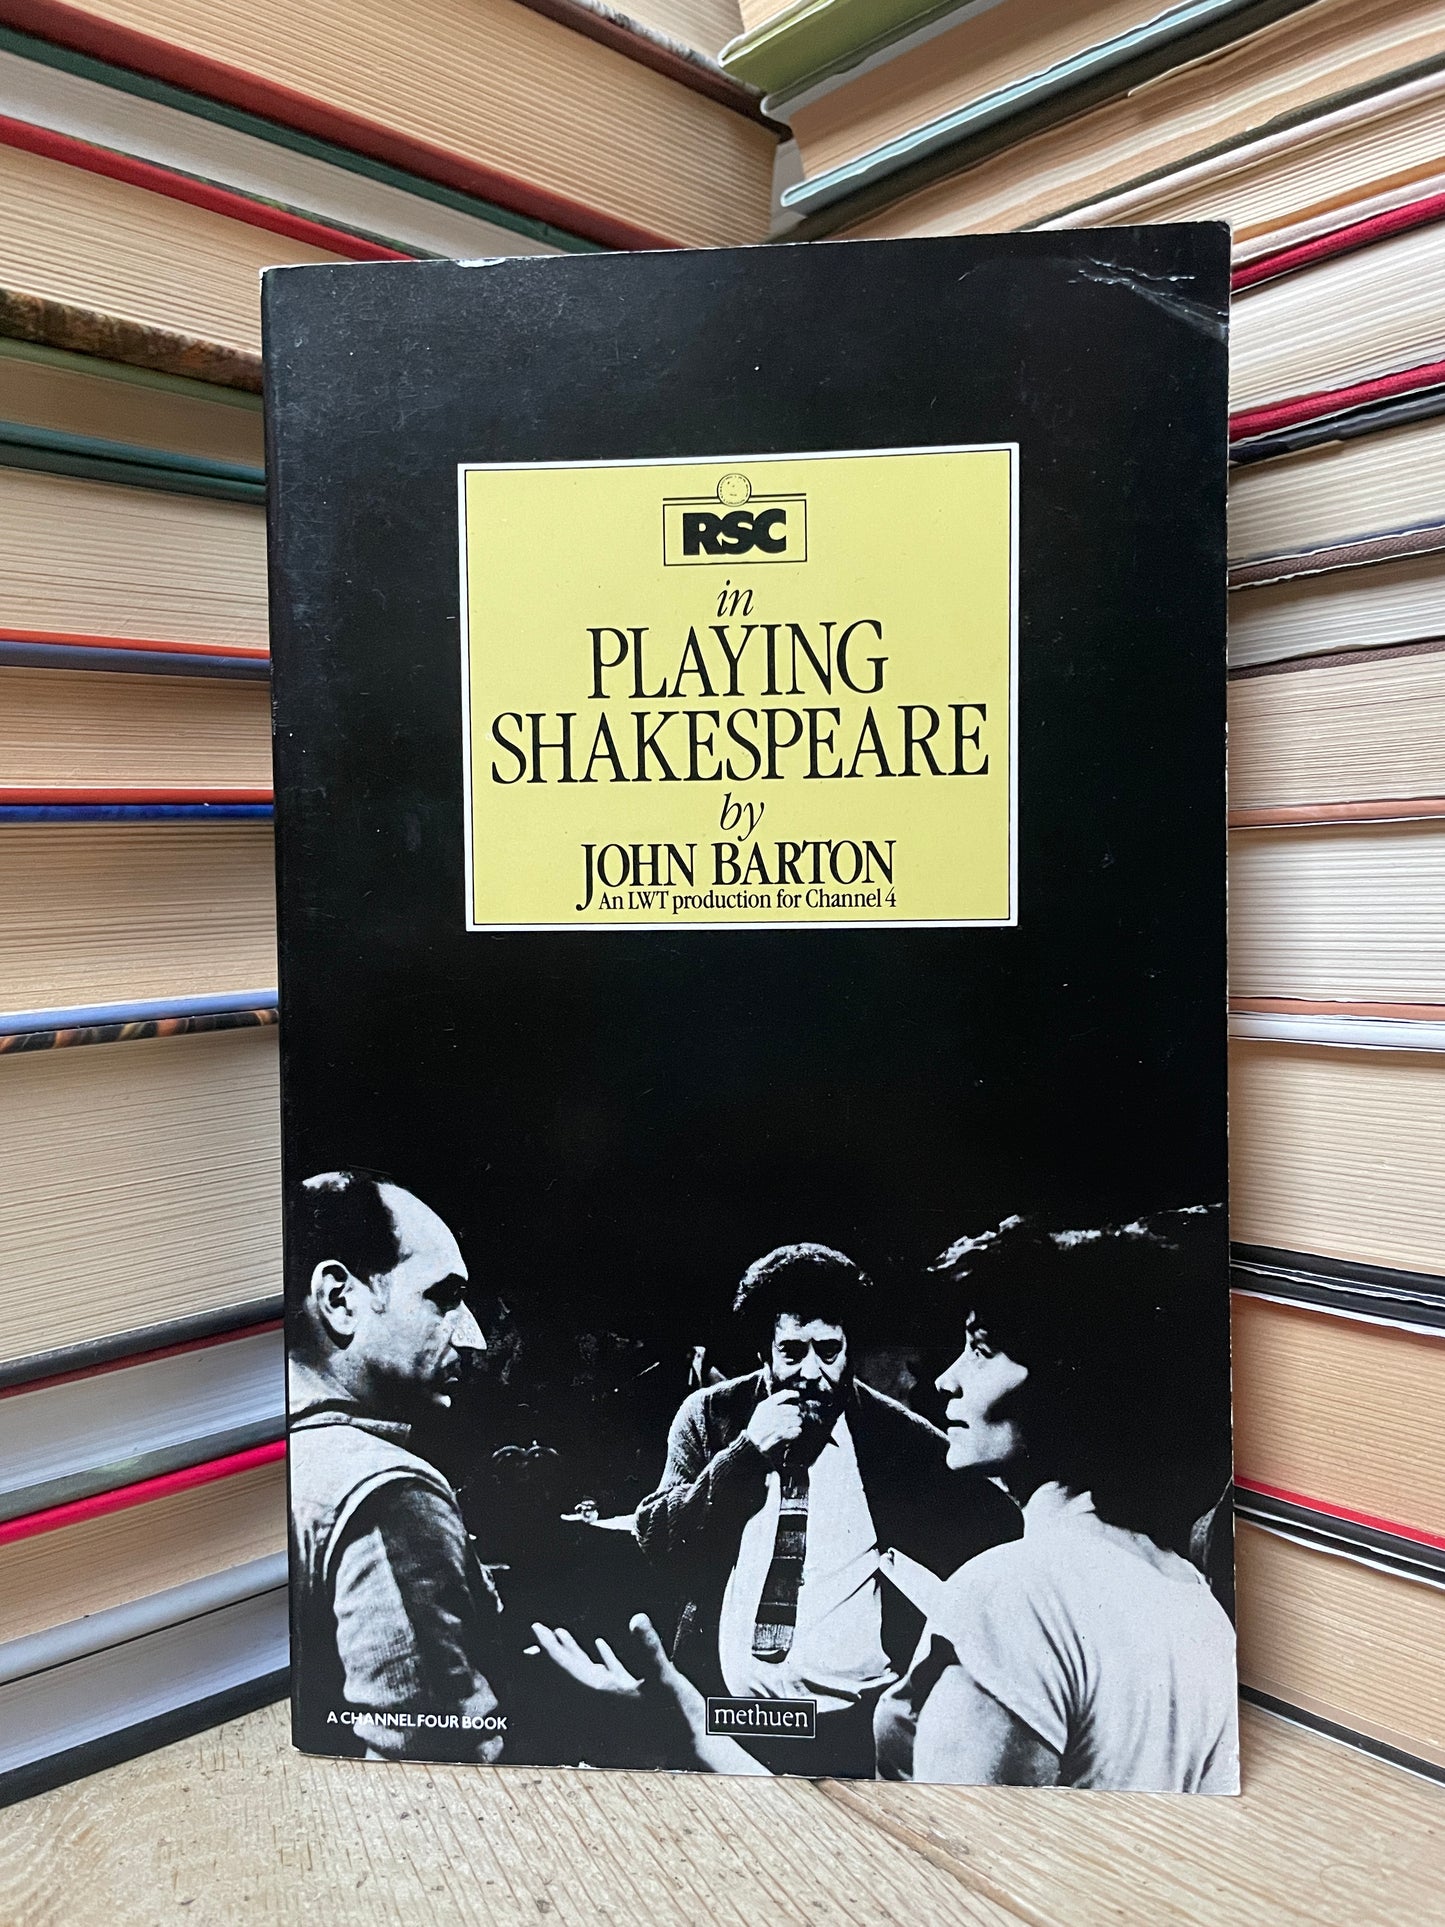 RSC
in
PLAYING
SHAKESPEARE
by
JOHN BARTON
An LWT production for Channel 4
A CHANNEL FOUR BOOK
methuen